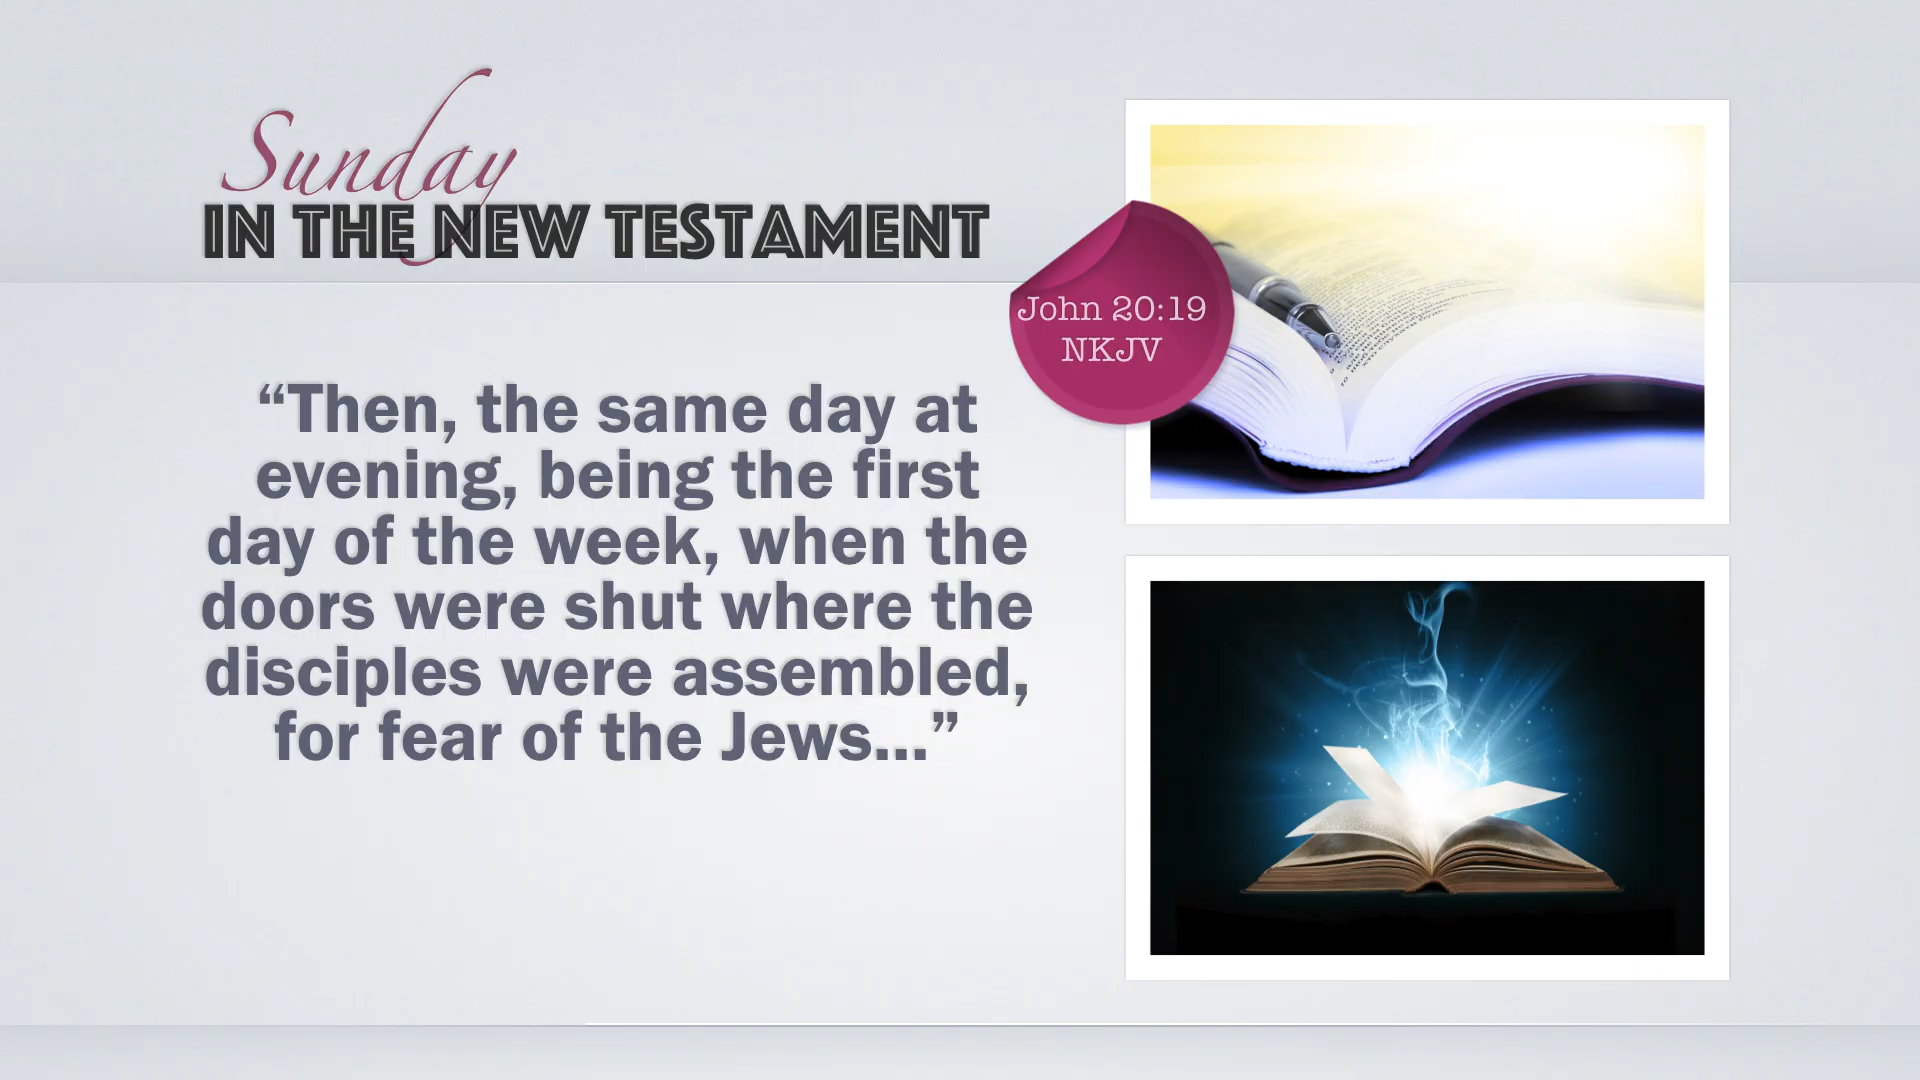 Sunday
IN THE NEW TESTAMENT
John 20:19
NKJV
“Then, the same day at
evening, being the first
day of the week, when the
doors were shut where the
disciples were assembled,
for fear of the Jews...”